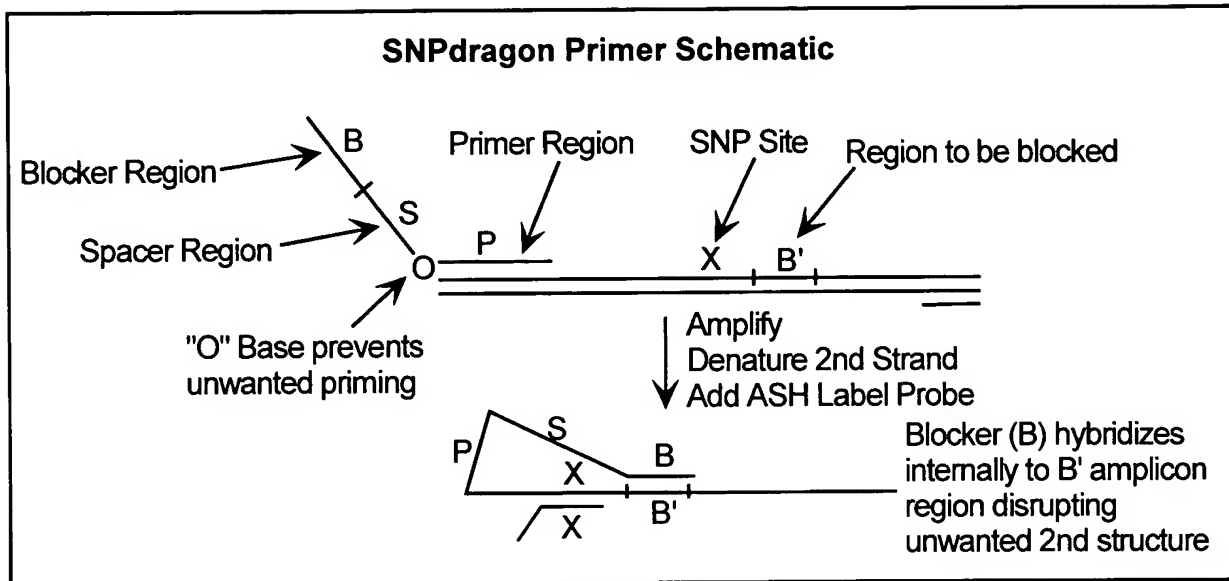 SNPdragon Primer Schematic
B
Blocker Region
Primer Region
SNP Site
Region to be blocked
S
Spacer Region
P
X
B'
O
"O" Base prevents
unwanted priming
Amplify
Denature 2nd Strand
Add ASH Label Probe
P
S
X
B
B'
X
Blocker (B) hybridizes
internally to B' amplicon
region disrupting
unwanted 2nd structure